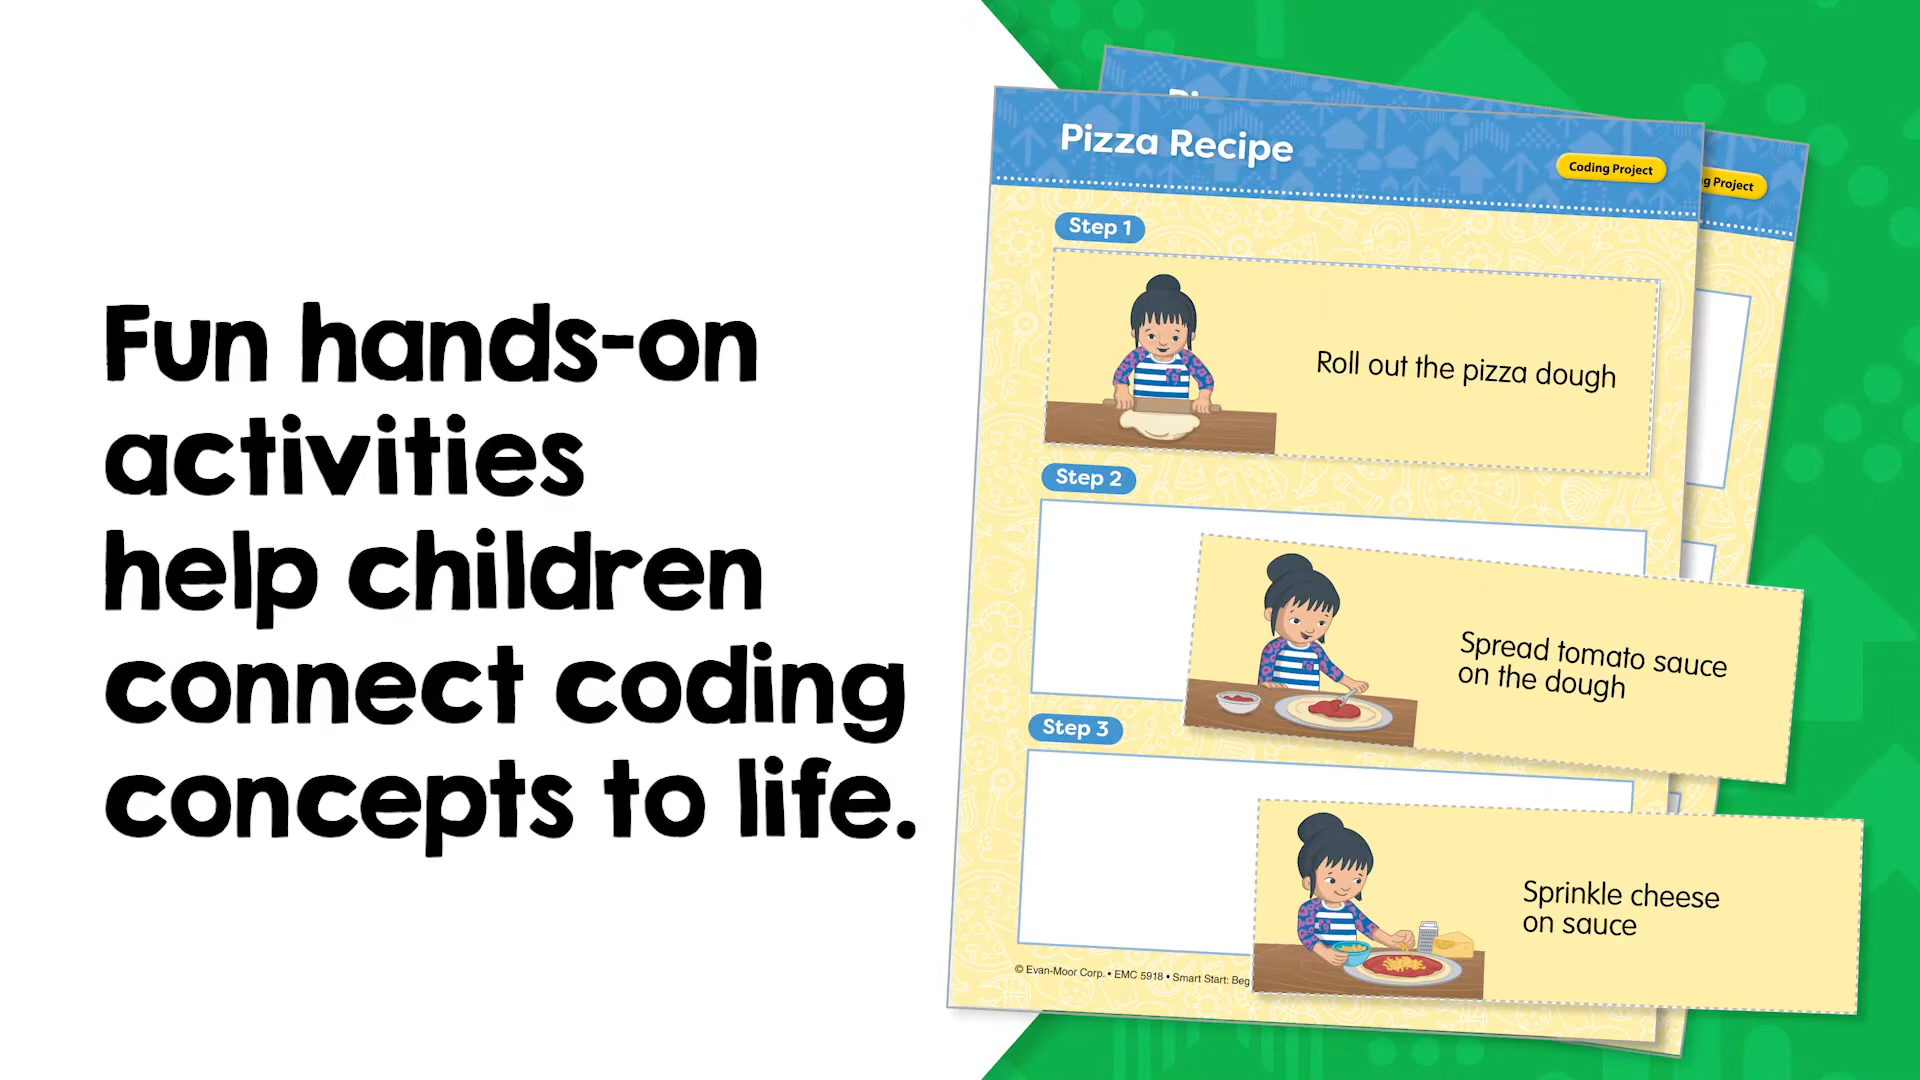 Fun hands-on
activities
help children
connect coding
concepts to life.
Pizza Recipe
Coding Project
Project
Step 1
Roll out the pizza dough
Step 2
Spread tomato sauce
on the dough
Step 3
Sprinkle cheese
on sauce
© Evan-Moor Corp. • EMC 5918 • Smart Start: Beg